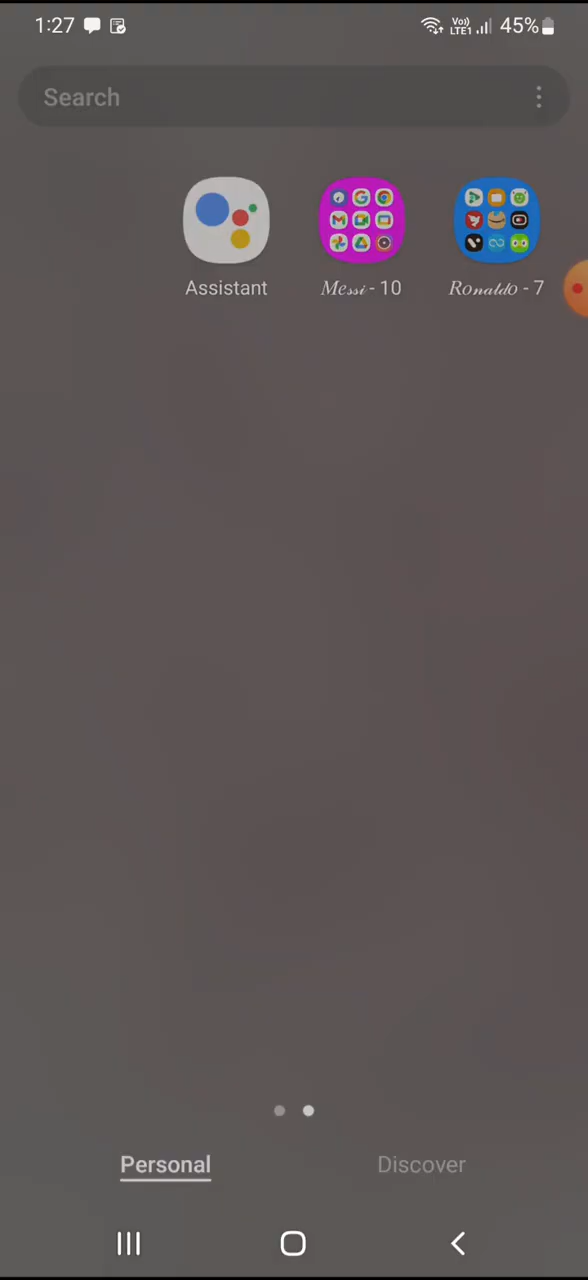 1:27
Vo)) LTE1 45%
Search
Assistant
Messi - 10
Ronaldo - 7
Personal
Discover